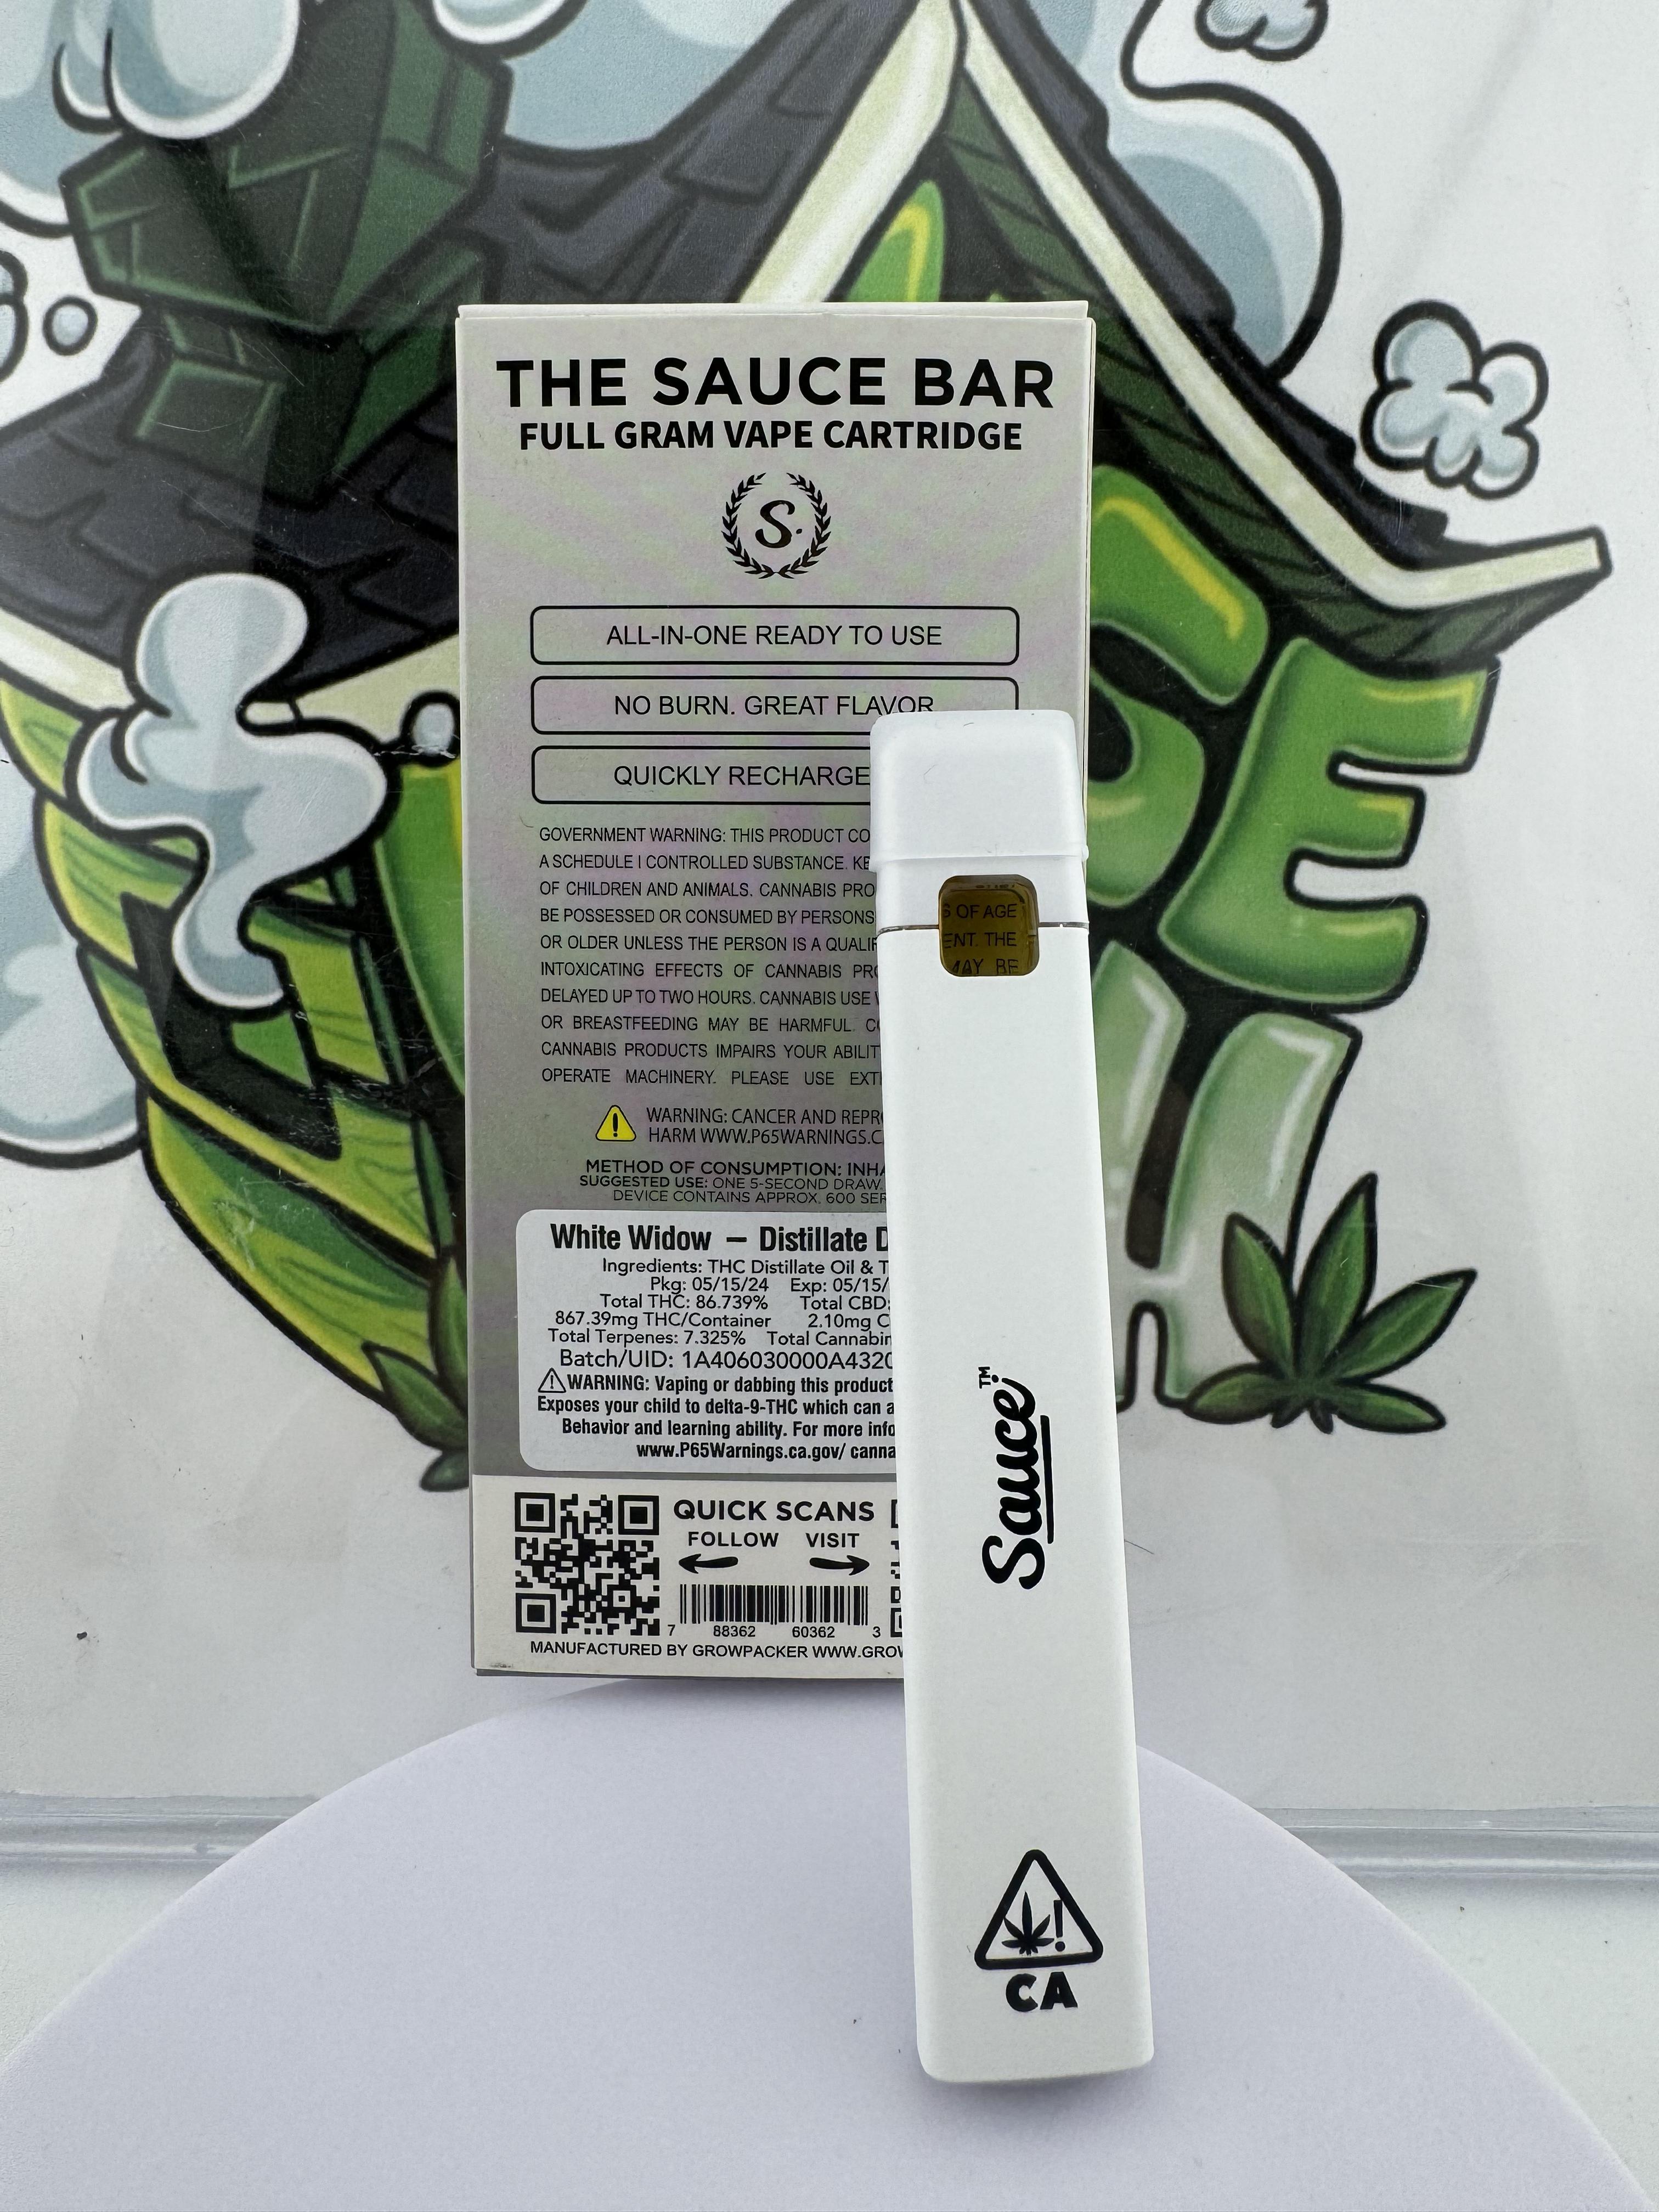 THE SAUCE BAR
FULL GRAM VAPE CARTRIDGE
S.
ALL-IN-ONE READY TO USE
NO BURN. GREAT FLAVOR
QUICKLY RECHARGE
GOVERNMENT WARNING: THIS PRODUCT
A SCHEDULE I CONTROLLED SUBSTANCE.
OF CHILDREN AND ANIMALS. CANNABIS
BE POSSESSED OR CONSUMED BY PERSONS
S OF AGE
OR OLDER UNLESS THE PERSON IS A
ENT. THE
INTOXICATING EFFECTS OF CANNABIS
MAY BE
DELAYED UP TO TWO HOURS. CANNABIS USE
OR BREASTFEEDING MAY BE HARMFUL.
CANNABIS PRODUCTS IMPAIRS YOUR
OPERATE MACHINERY. PLEASE USE
WARNING: CANCER AND
HARM WWW.P65WARNINGS.C
METHOD OF CONSUMPTION: INHA
SUGGESTED USE: ONE 5-SECOND DRAW.
DEVICE CONTAINS APPROX. 600 SER
White Widow — Distillate D
Ingredients: THC Distillate Oil & T
Pkg: 05/15/24 Exp: 05/15/
Total THC: 86.739% Total CBD:
867.39mg THC/Container 2.10mg C
Total Terpenes: 7.325% Total Cannabin
Batch/UID: 1A406030000A4320
WARNING: Vaping or dabbing this product
Exposes your child to delta-9-THC which can a
Behavior and learning ability. For more info
www.P65Warnings.ca.gov/ canna
QUICK SCANS
FOLLOW VISIT
7 88362 60362 3
MANUFACTURED BY GROWPACKER WWW.GROW
Sauce.™
!
CA